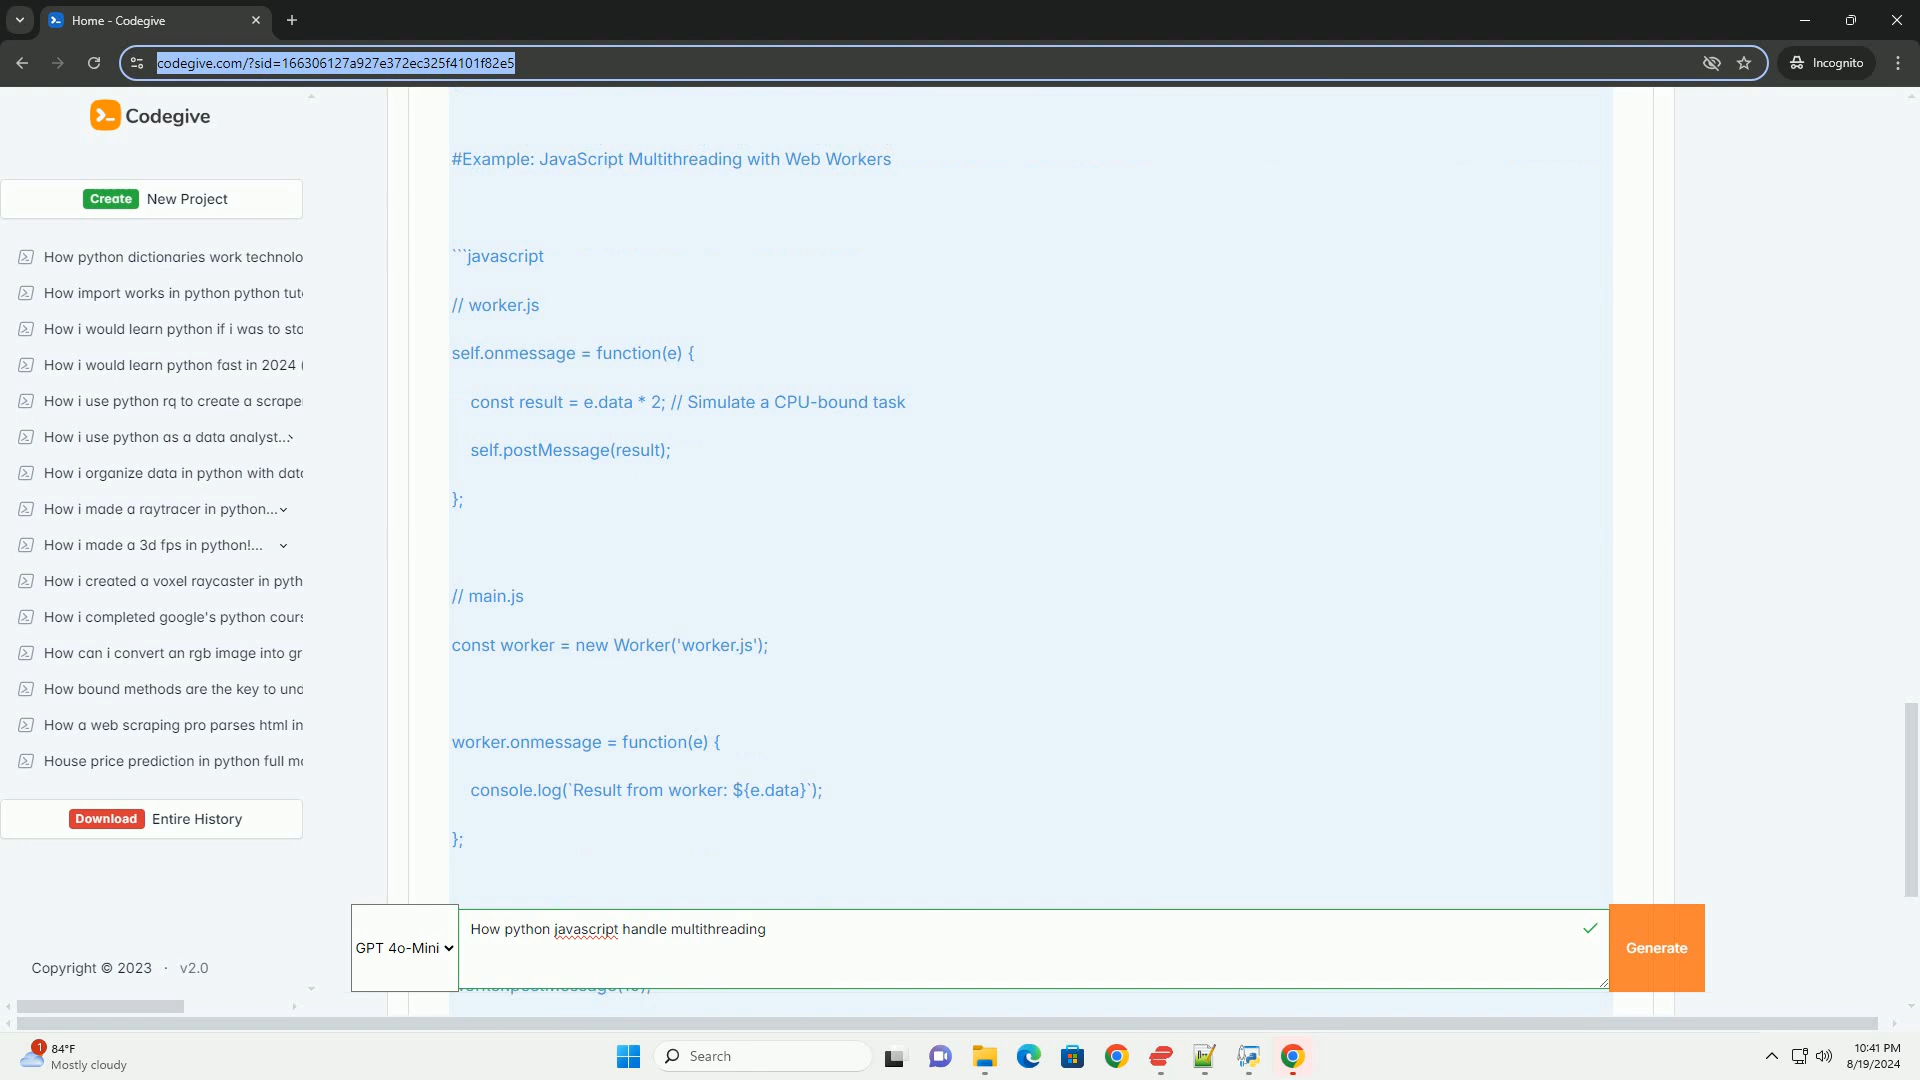 Home - Codegive
codegive.com/?sid=166306127a927e372ec325f4101f82e5
Incognito
Codegive
Create New Project
How python dictionaries work technolo
How import works in python python tut
How i would learn python if i was to sta
How i would learn python fast in 2024 (
How i use python rq to create a scrape
How i use python as a data analyst...
How i organize data in python with data
How i made a raytracer in python...
How i made a 3d fps in python!...
How i created a voxel raycaster in pyth
How i completed google's python cours
How can i convert an rgb image into gr
How bound methods are the key to und
How a web scraping pro parses html in
House price prediction in python full ma
Download Entire History
Copyright © 2023 · v2.0
#Example: JavaScript Multithreading with Web Workers
```javascript
// worker.js
self.onmessage = function(e) {
const result = e.data * 2; // Simulate a CPU-bound task
self.postMessage(result);
};
// main.js
const worker = new Worker('worker.js');
worker.onmessage = function(e) {
console.log(`Result from worker: ${e.data}`);
};
GPT 4o-Mini
How python javascript handle multithreading
Generate
1
84°F
Mostly cloudy
Search
10:41 PM
8/19/2024